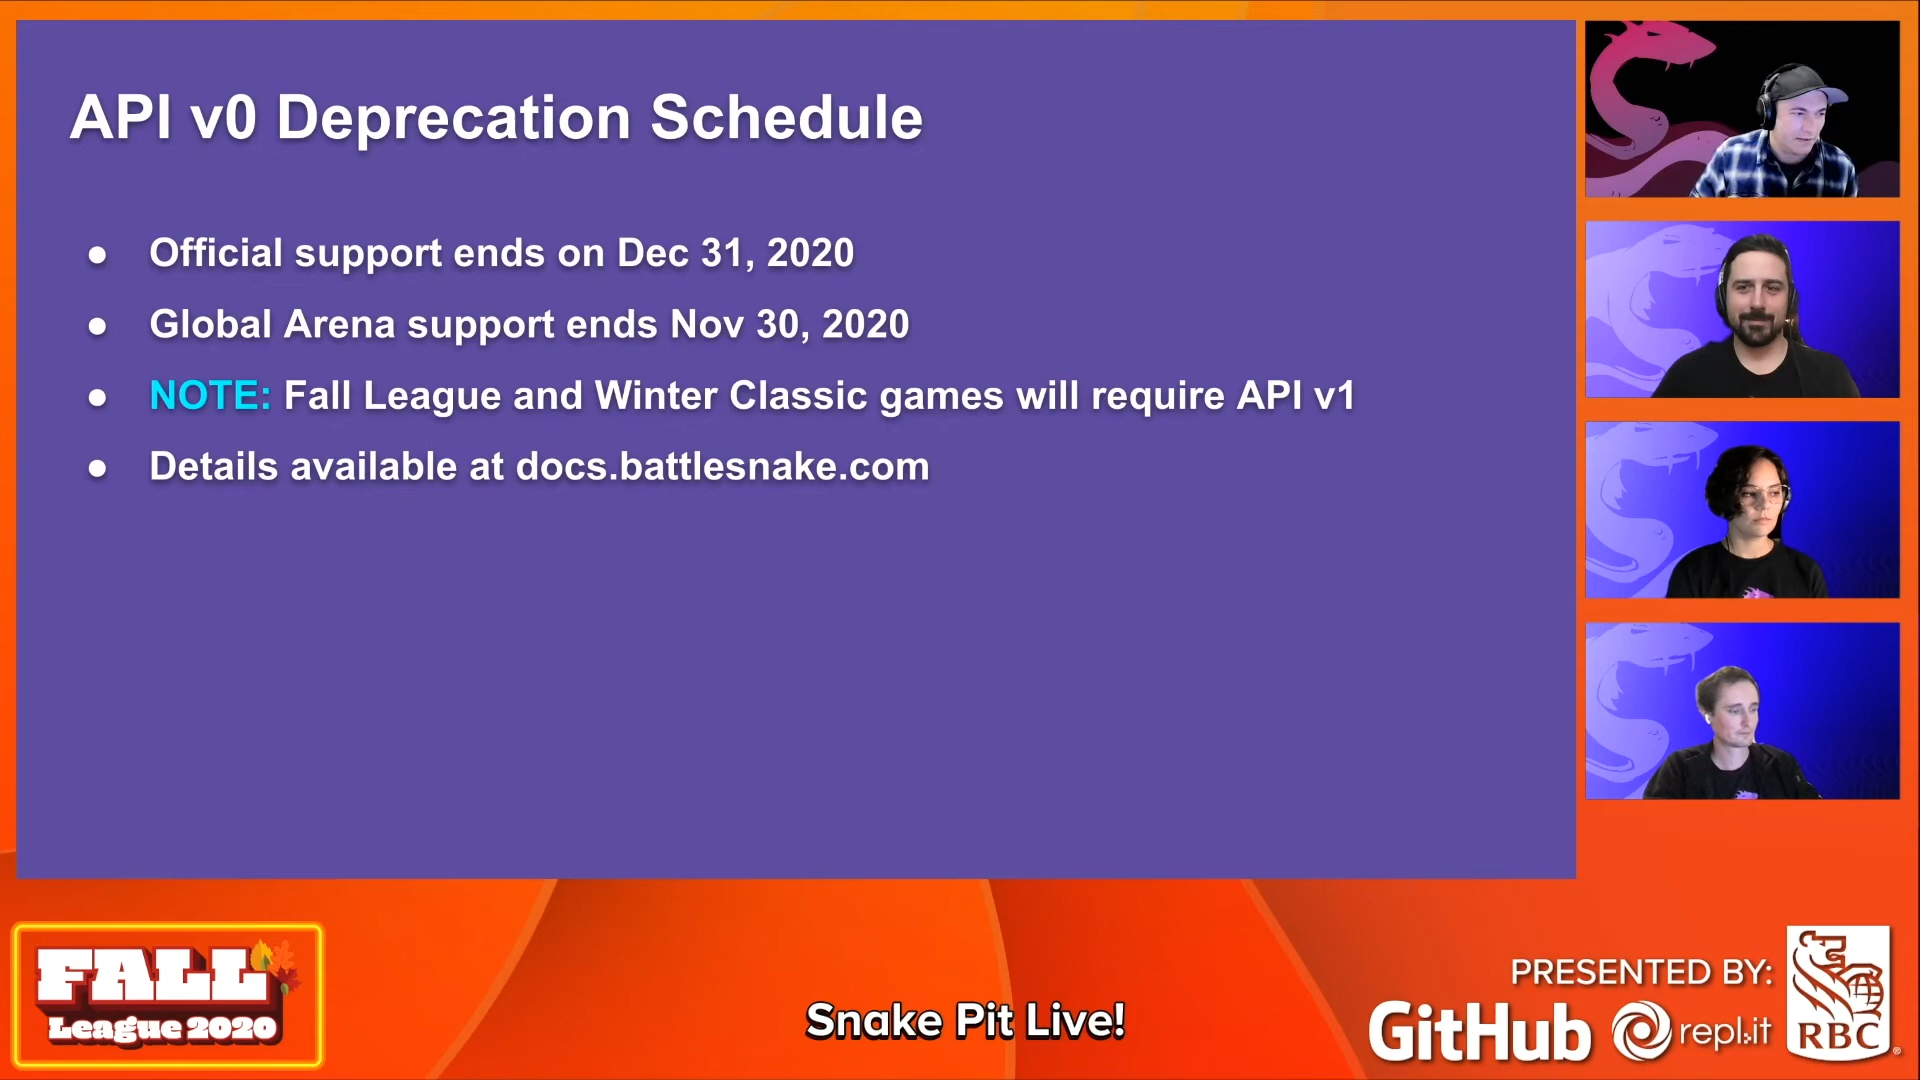 API v0 Deprecation Schedule
● Official support ends on Dec 31, 2020
● Global Arena support ends Nov 30, 2020
● NOTE: Fall League and Winter Classic games will require API v1
● Details available at docs.battlesnake.com
FALL
League 2020
Snake Pit Live!
PRESENTED BY:
GitHub
repl.it
RBC
®